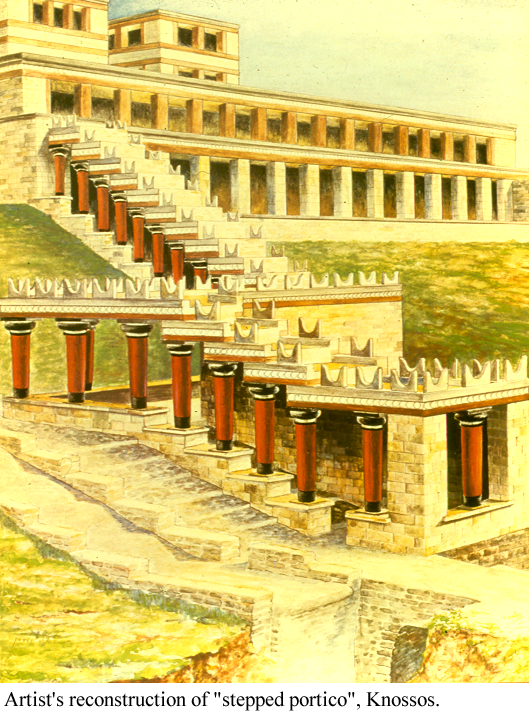 Artist's reconstruction of "stepped portico", Knossos.